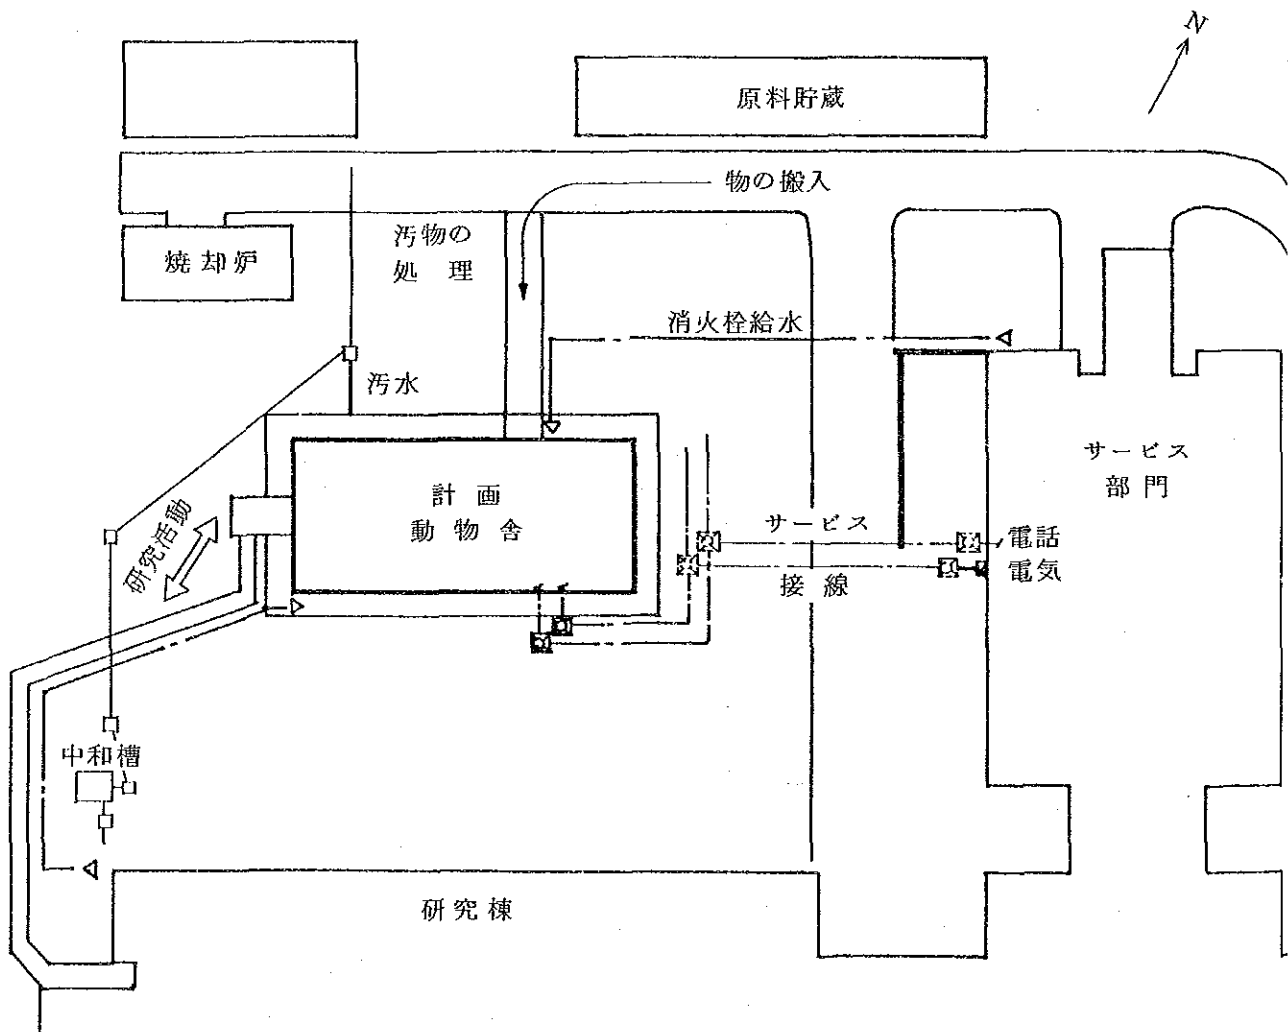 N
原料貯蔵
物の搬入
汚物の
処理
焼却炉
消火栓給水
汚水
計画
動物舎
サービス
部門
研究活動
サービス
接線
電話
電気
中和槽
研究棟